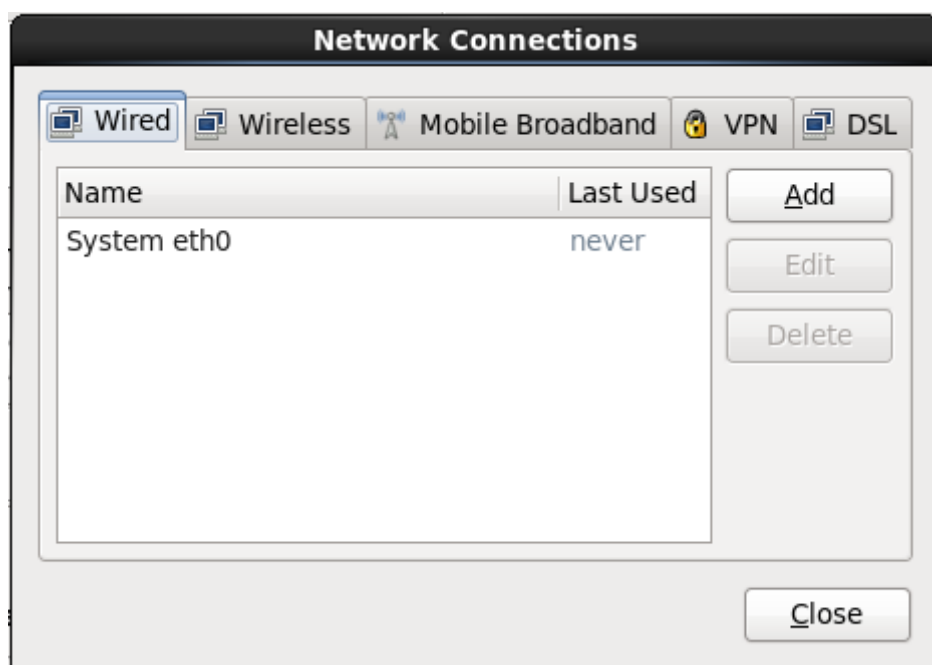 Network Connections
Wired Wireless Mobile Broadband VPN DSL
Name Last Used
System eth0 never
Add
Edit
Delete
Close